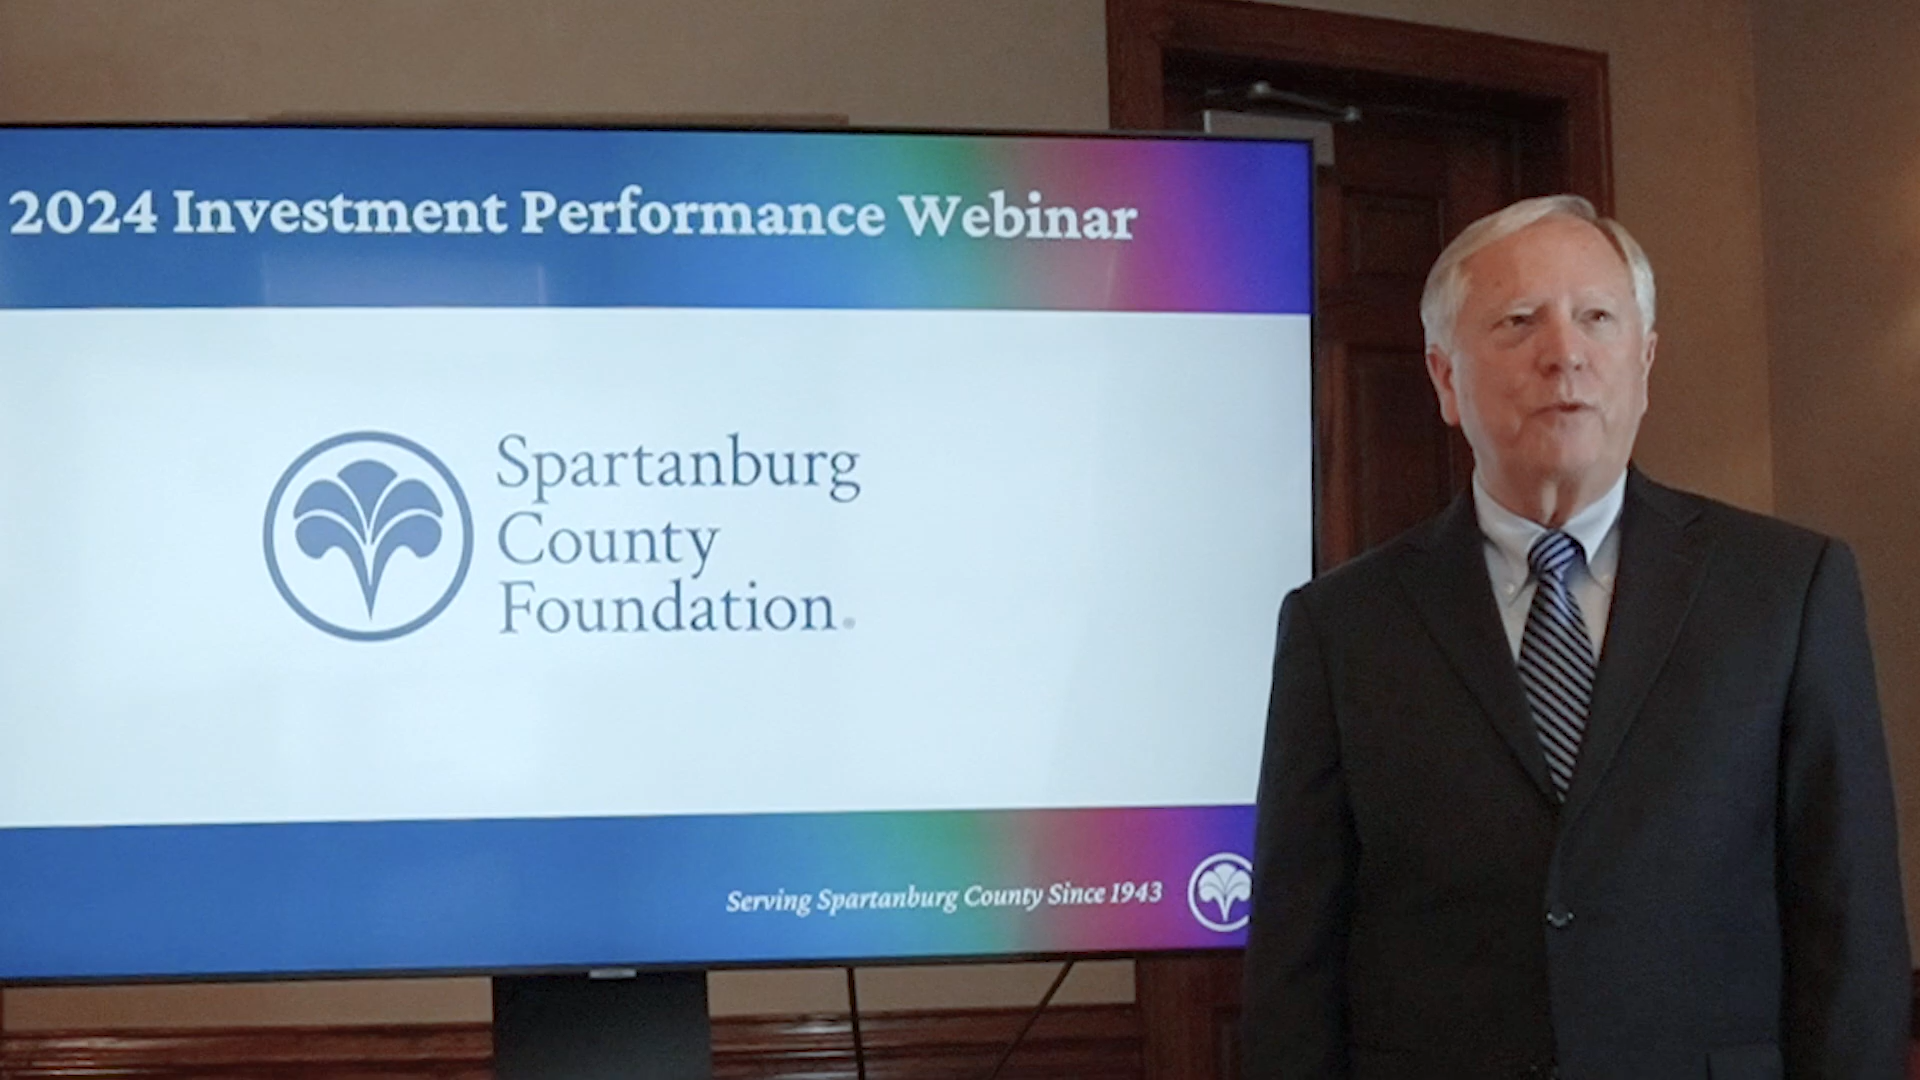 2024 Investment Performance Webinar
Spartanburg
County
Foundation
Serving Spartanburg County Since 1943